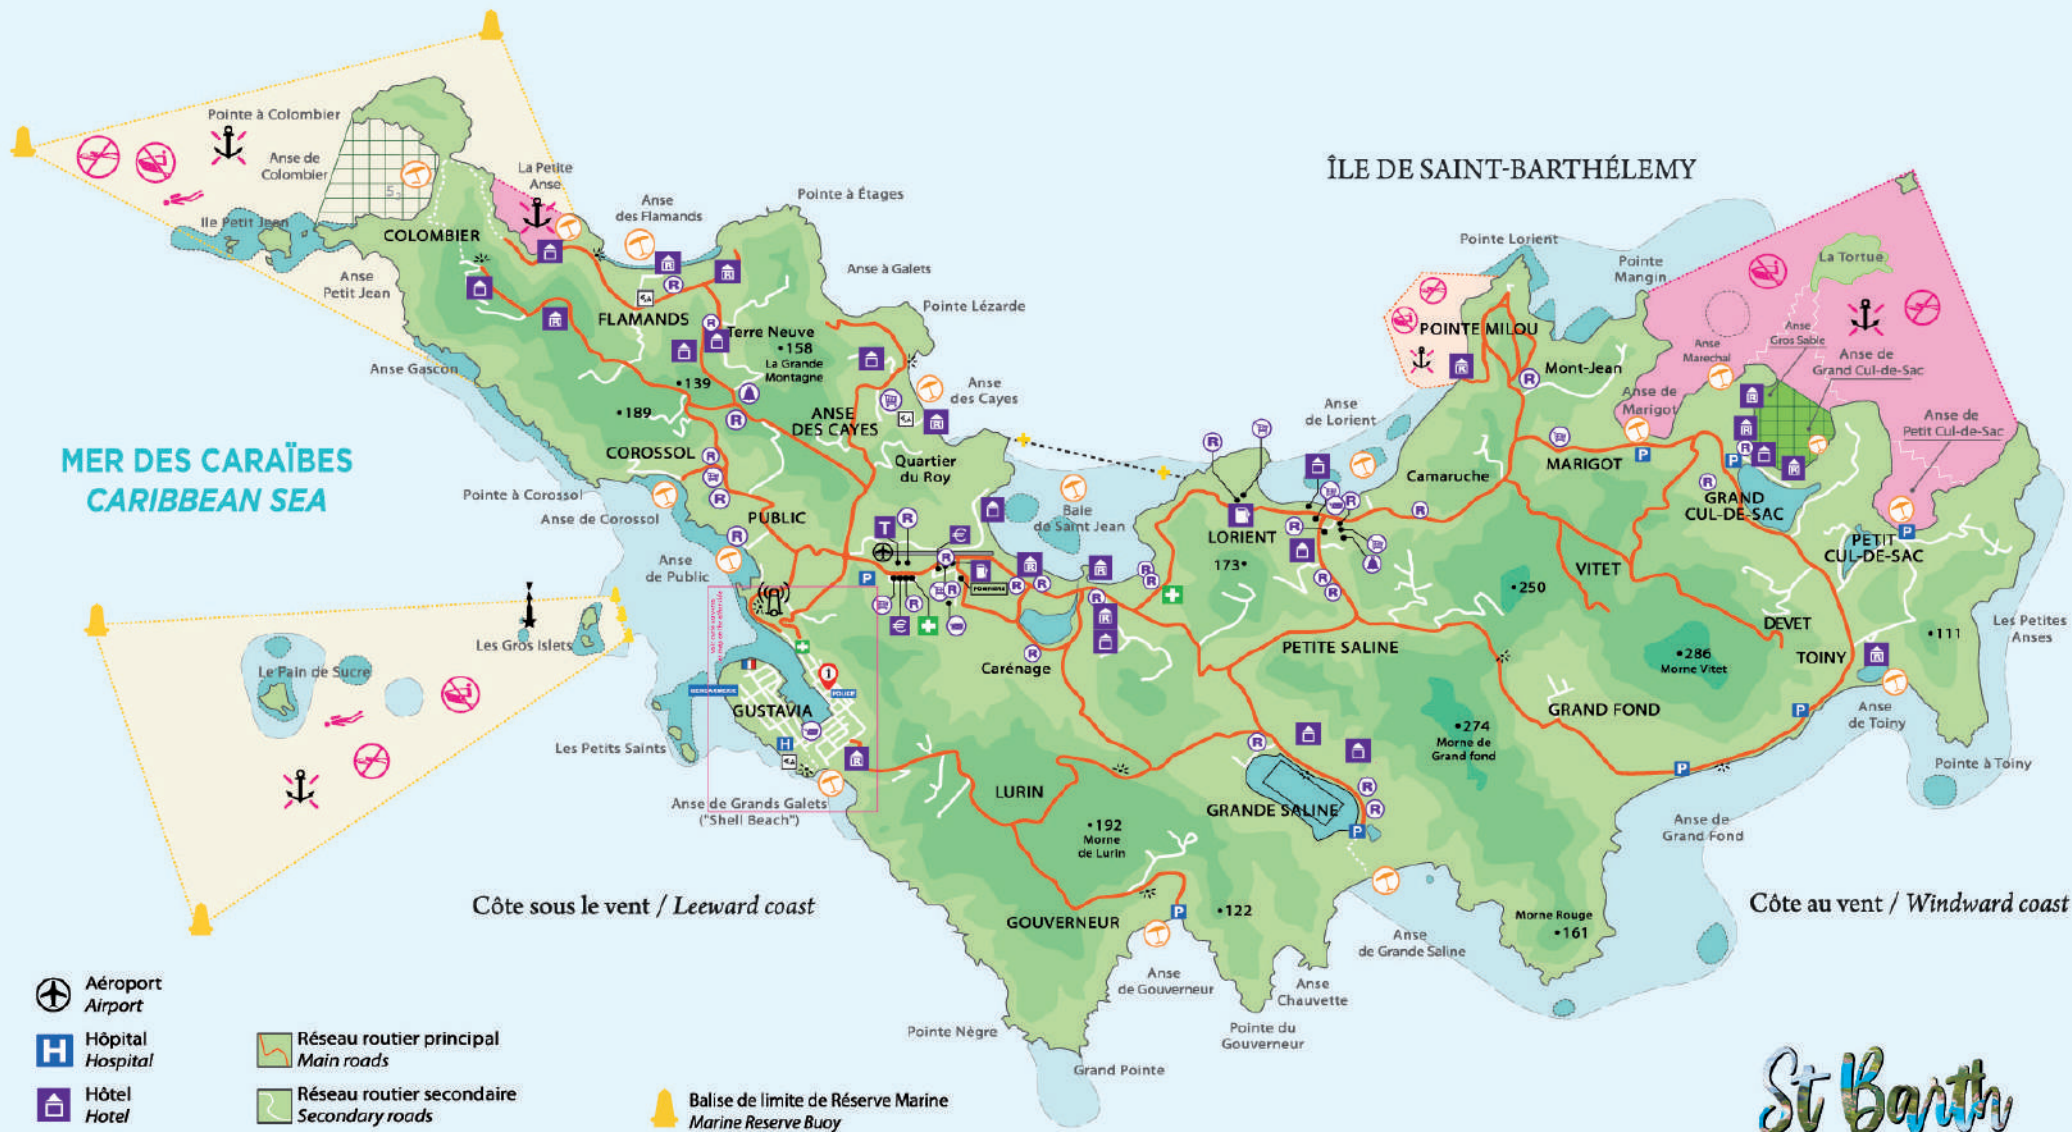 Pointe à Colombier
Anse de
Colombier
5₃
Ile Petit Jean
COLOMBIER
Anse
Petit Jean
La Petite
Anse
Anse
des Flamands
Pointe à Étages
Anse à Galets
Pointe Lézarde
FLAMANDS
Terre Neuve
•158
La Grande
Montagne
•139
•189
Anse Gascon
ANSE
DES CAYES
Anse
des Cayes
COROSSOL
Quartier
du Roy
Pointe à Corossol
Anse de Corossol
PUBLIC
Anse
de Public
MER DES CARAÏBES
CARIBBEAN SEA
Les Gros Islets
Le Pain de Sucre
Les Petits Saints
GENDARMERIE
POLICE
GUSTAVIA
H
Anse de Grands Galets
("Shell Beach")
ÎLE DE SAINT-BARTHÉLEMY
Pointe Lorient
Pointe
Mangin
La Tortue
POINTE MILOU
Mont-Jean
Anse
Marechal
Anse
Gros Sable
Anse de
Grand Cul-de-Sac
Anse de
Marigot
Anse de
Petit Cul-de-Sac
Anse
de Lorient
Camaruche
MARIGOT
GRAND
CUL-DE-SAC
PETIT
CUL-DE-SAC
Baie
de Saint Jean
LORIENT
173•
•250
VITET
DEVET
•111
Les Petites
Anses
POMPIERS
Carénage
PETITE SALINE
•286
Morne Vitet
TOINY
Anse
de Toiny
Pointe à Toiny
GRAND FOND
•274
Morne de
Grand fond
Anse de
Grand Fond
LURIN
GRANDE SALINE
•192
Morne
de Lurin
GOUVERNEUR
•122
Morne Rouge
•161
Anse
de Grande Saline
Anse
de Gouverneur
Anse
Chauvette
Pointe du
Gouverneur
Pointe Nègre
Grand Pointe
Côte sous le vent / Leeward coast
Côte au vent / Windward coast
Aéroport
Airport
H
Hôpital
Hospital
Hôtel
Hotel
Réseau routier principal
Main roads
Réseau routier secondaire
Secondary roads
Balise de limite de Réserve Marine
Marine Reserve Buoy
St Barth